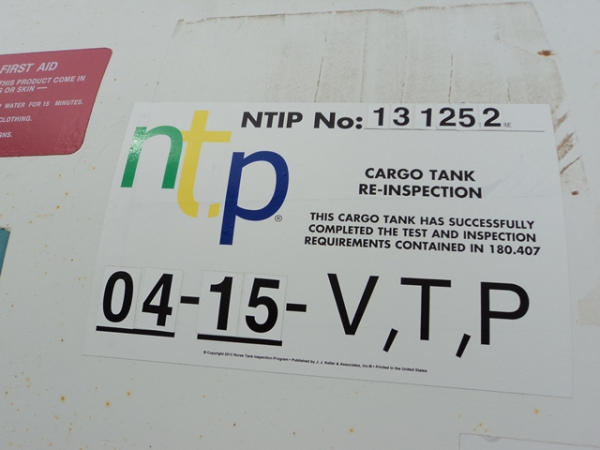 FIRST AID
THIS PRODUCT COME IN
OR SKIN —
WATER FOR 15 MINUTES.
CLOTHING.
NTIP No: 131252
ntp®
CARGO TANK
RE-INSPECTION
THIS CARGO TANK HAS SUCCESSFULLY
COMPLETED THE TEST AND INSPECTION
REQUIREMENTS CONTAINED IN 180.407
04-15-V,T,P